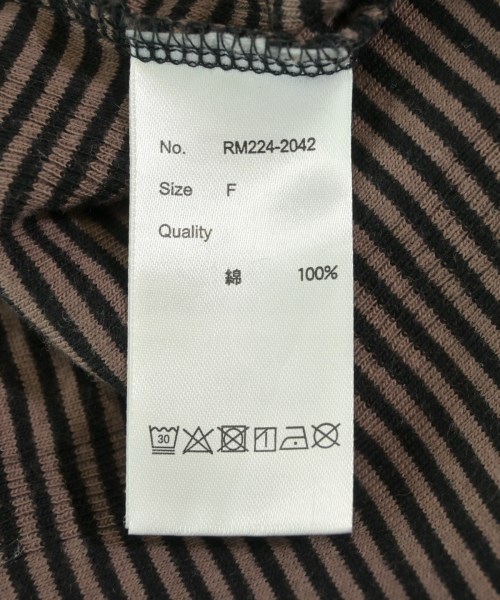 No. RM224-2042
Size F
Quality
綿 100%
30